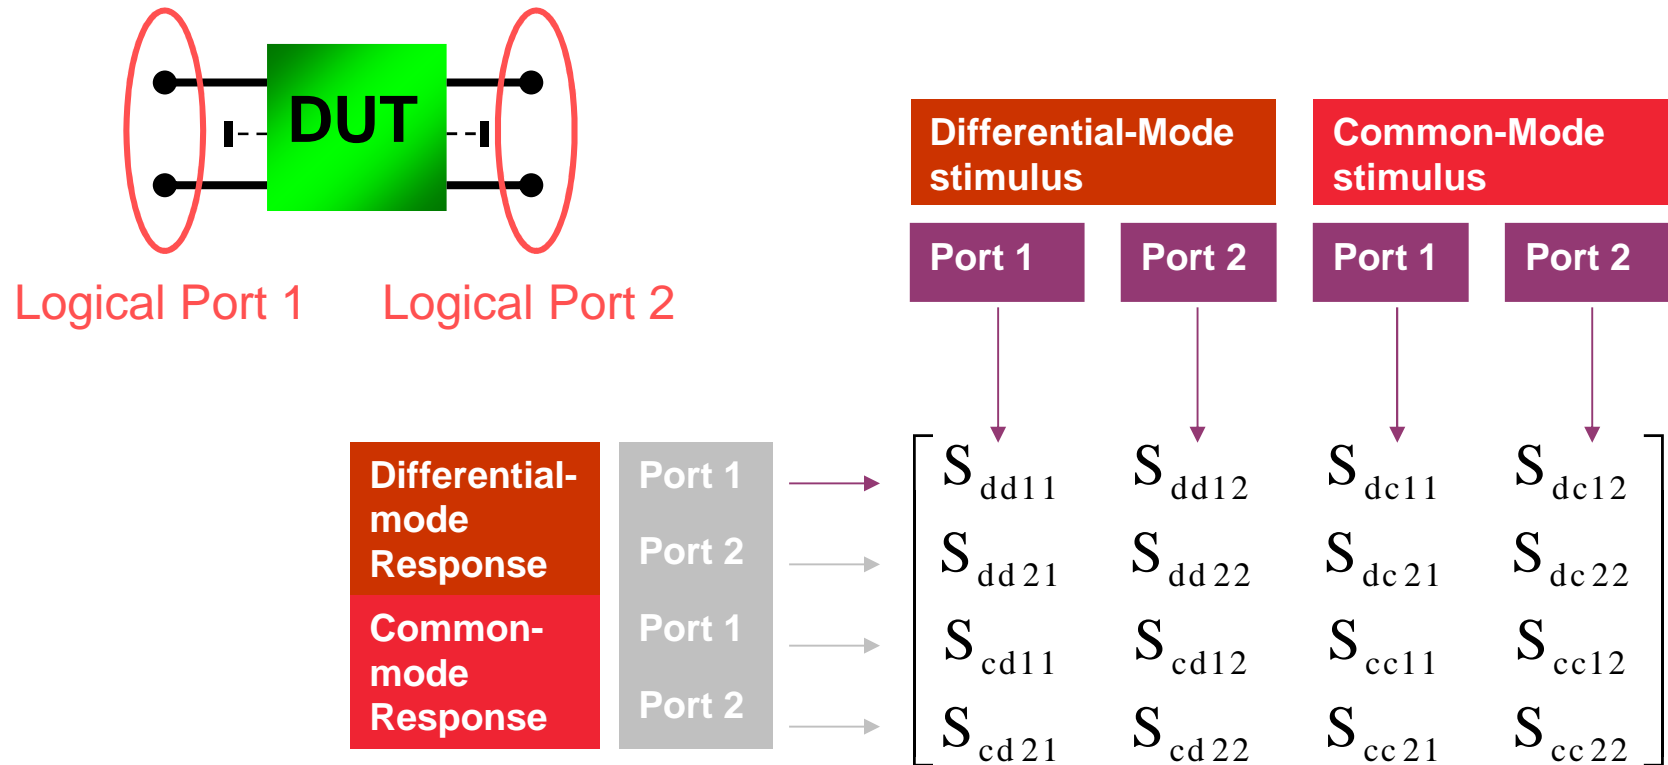 DUT
Logical Port 1 Logical Port 2
Differential-Mode
stimulus
Common-Mode
stimulus
Port 1 Port 2 Port 1 Port 2
Differential-
mode
Response
Common-
mode
Response
Port 1
Port 2
Port 1
Port 2
S dd11 S dd12 S dc11 S dc12
S dd21 S dd22 S dc21 S dc22
S cd11 S cd12 S cc11 S cc12
S cd21 S cd22 S cc21 S cc22